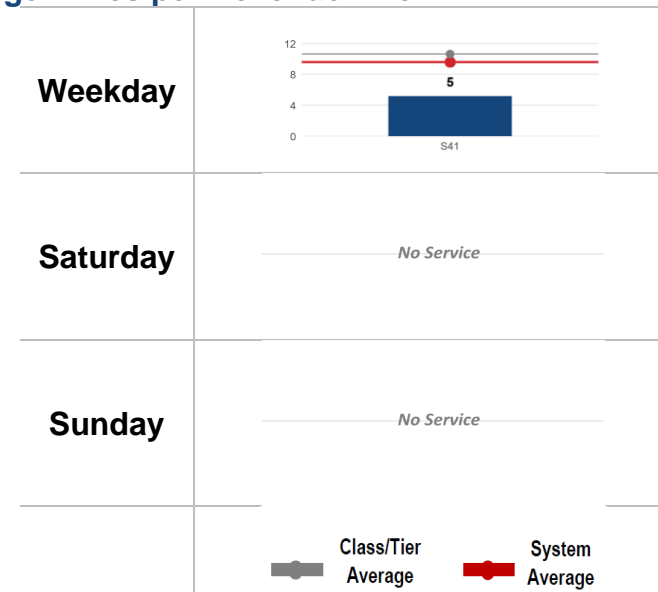 Weekday
12
8
4
0
5
S41
Saturday
No Service
Sunday
No Service
Class/Tier
Average
System
Average